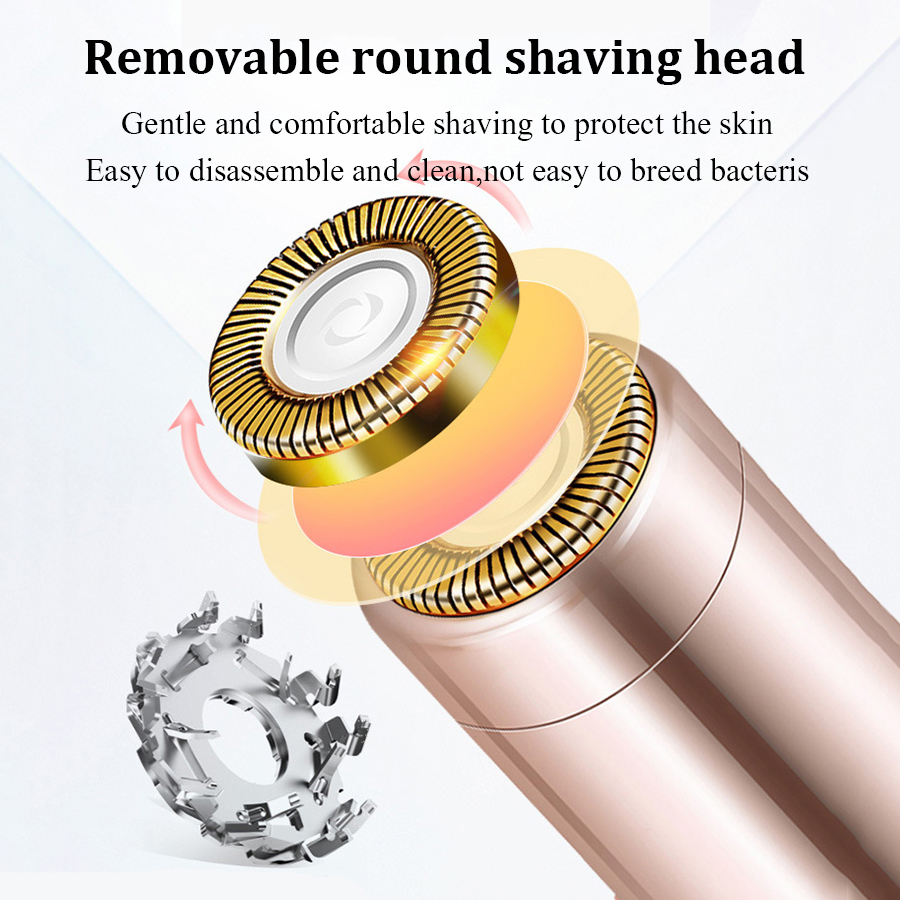 Removable round shaving head
Gentle and comfortable shaving to protect the skin
Easy to disassemble and clean,not easy to breed bacteris